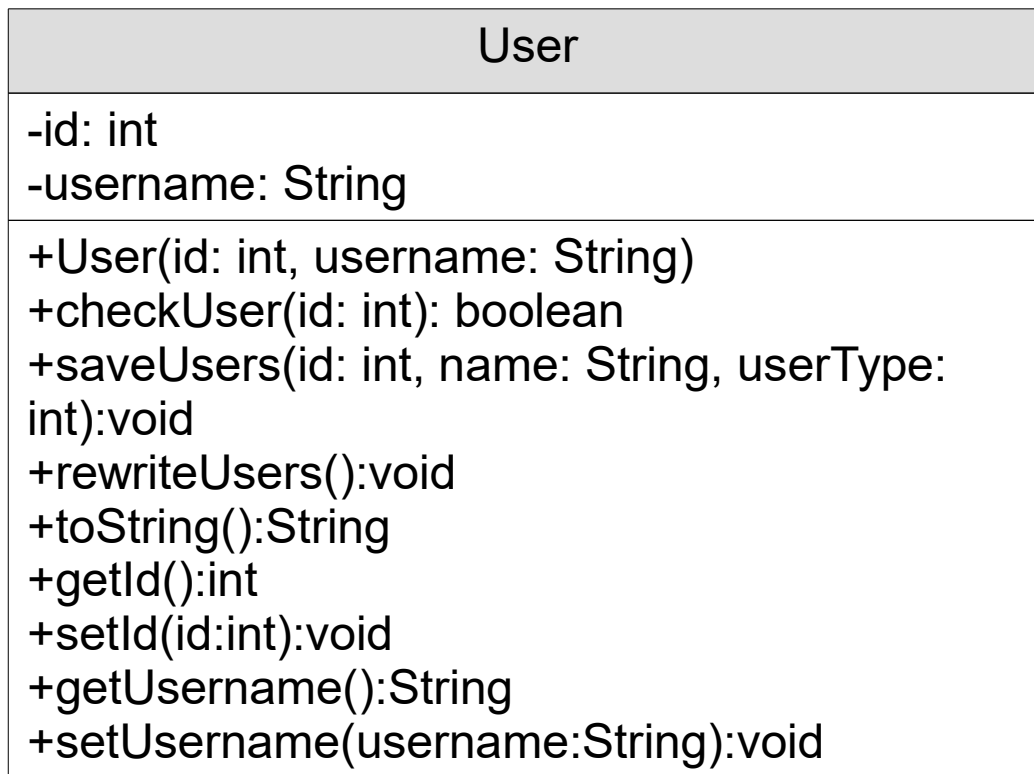 User
-id: int
-username: String
+User(id: int, username: String)
+checkUser(id: int): boolean
+saveUsers(id: int, name: String, userType:
int):void
+rewriteUsers():void
+toString():String
+getId():int
+setId(id:int):void
+getUsername():String
+setUsername(username:String):void